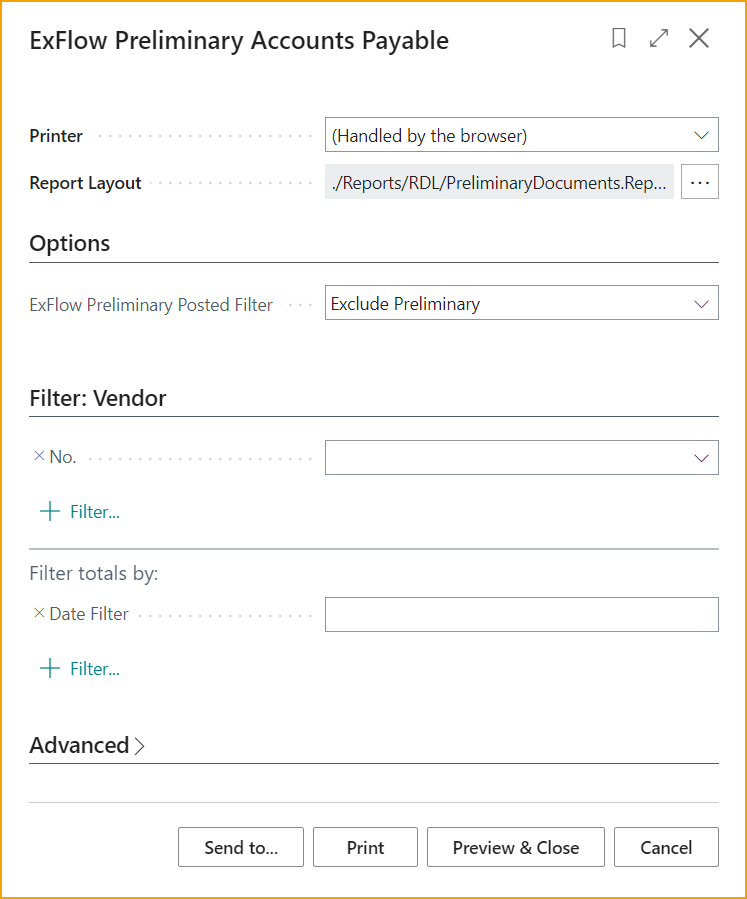 ExFlow Preliminary Accounts Payable
Printer (Handled by the browser)
Report Layout ./Reports/RDL/PreliminaryDocuments.Rep... ...
Options
ExFlow Preliminary Posted Filter Exclude Preliminary
Filter: Vendor
No.
Filter...
Filter totals by:
Date Filter
Filter...
Advanced
Send to... Print Preview & Close Cancel